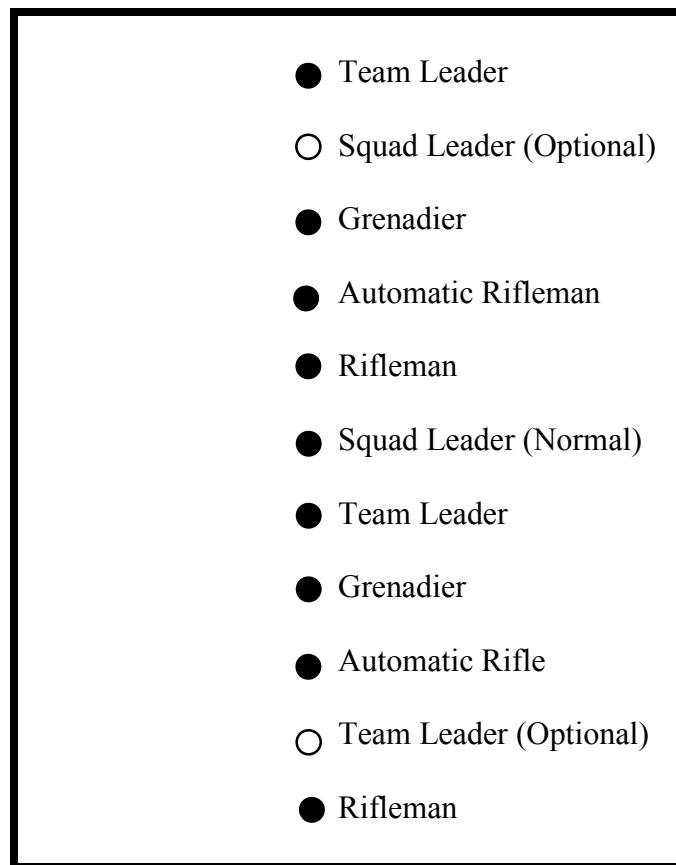 Team Leader
Squad Leader (Optional)
Grenadier
Automatic Rifleman
Rifleman
Squad Leader (Normal)
Team Leader
Grenadier
Automatic Rifle
Team Leader (Optional)
Rifleman